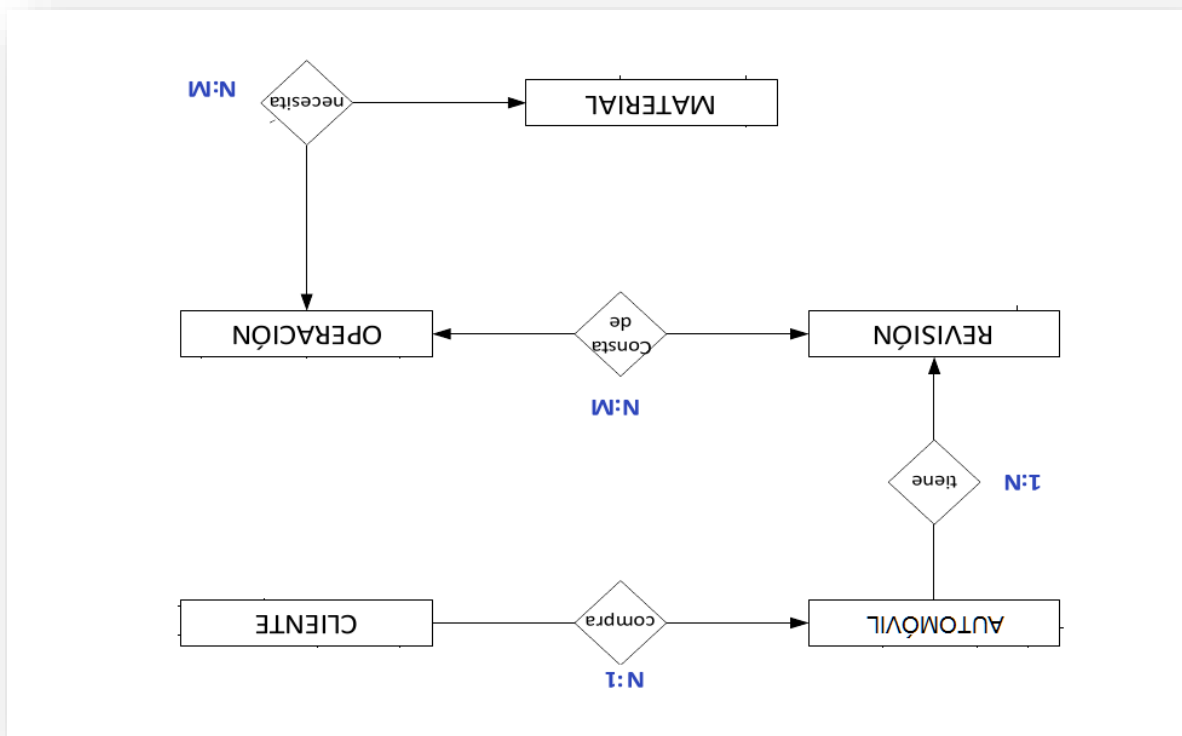 N :1
AUTOMÓVIL
compra
CLIENTE
1:N
tiene
N:M
REVISIÓN
Consta
de
OPERACIÓN
MATERIAL
necesita
N:M